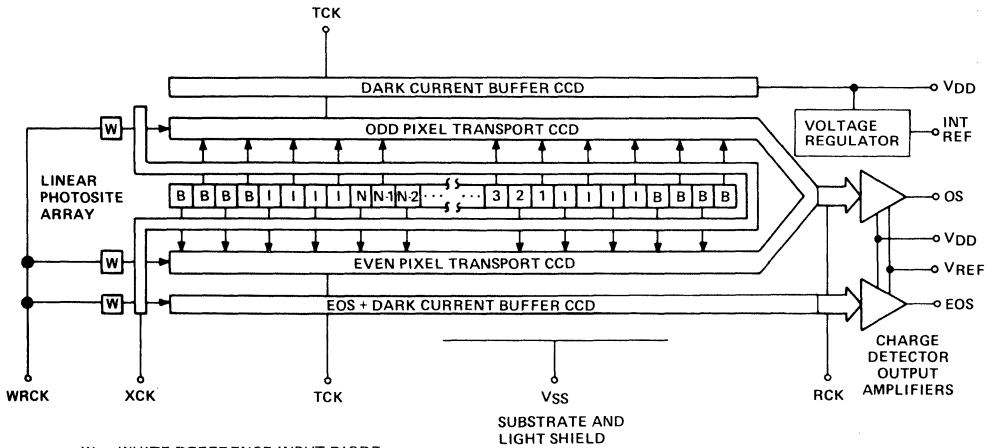 TCK
DARK CURRENT BUFFER CCD
VDD
W
ODD PIXEL TRANSPORT CCD
VOLTAGE
REGULATOR
INT
REF
LINEAR
PHOTOSITE
ARRAY
B B B B I I I I N N-1 N-2 ..... ..... 3 2 1 I I I I B B B B
OS
VDD
W
EVEN PIXEL TRANSPORT CCD
VREF
W
EOS + DARK CURRENT BUFFER CCD
EOS
CHARGE
DETECTOR
OUTPUT
AMPLIFIERS
WRCK
XCK
TCK
VSS
RCK
SUBSTRATE AND
LIGHT SHIELD